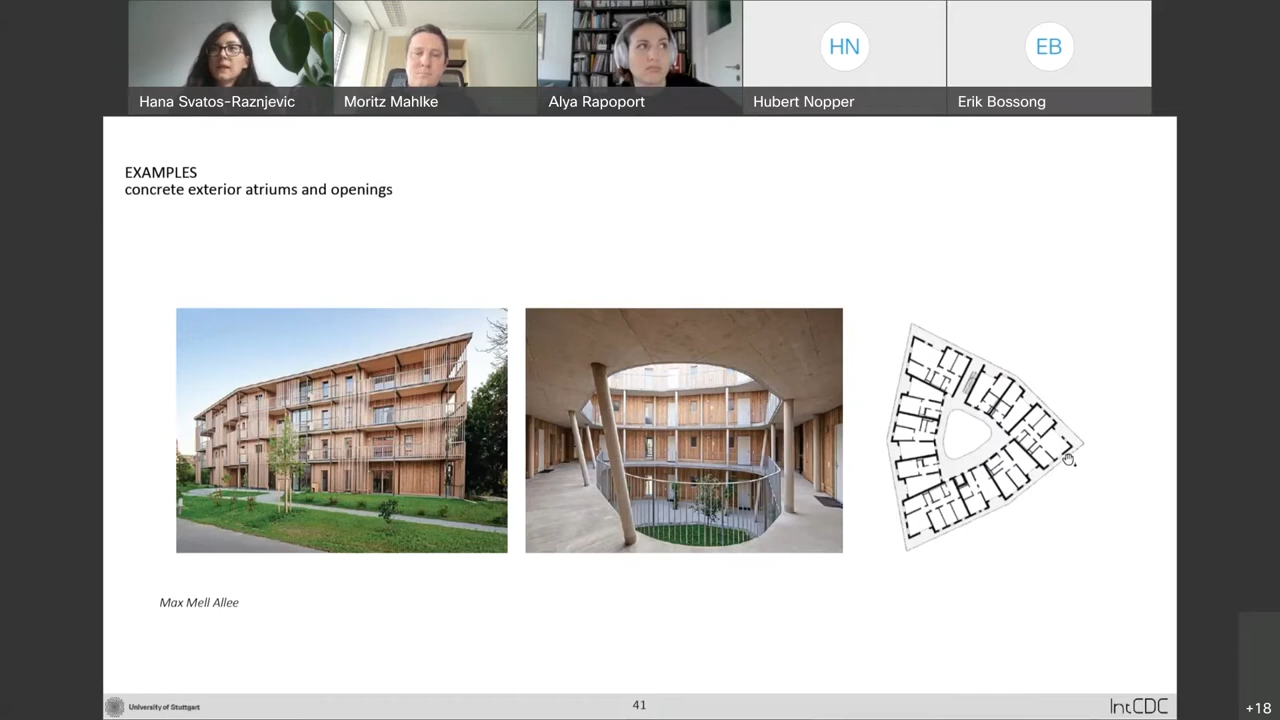 Hana Svatos-Raznjevic
Moritz Mahlke
Alya Rapoport
HN
Hubert Nopper
EB
Erik Bossong
EXAMPLES
concrete exterior atriums and openings
Max Mell Allee
University of Stuttgart
41
IntCDC
+18